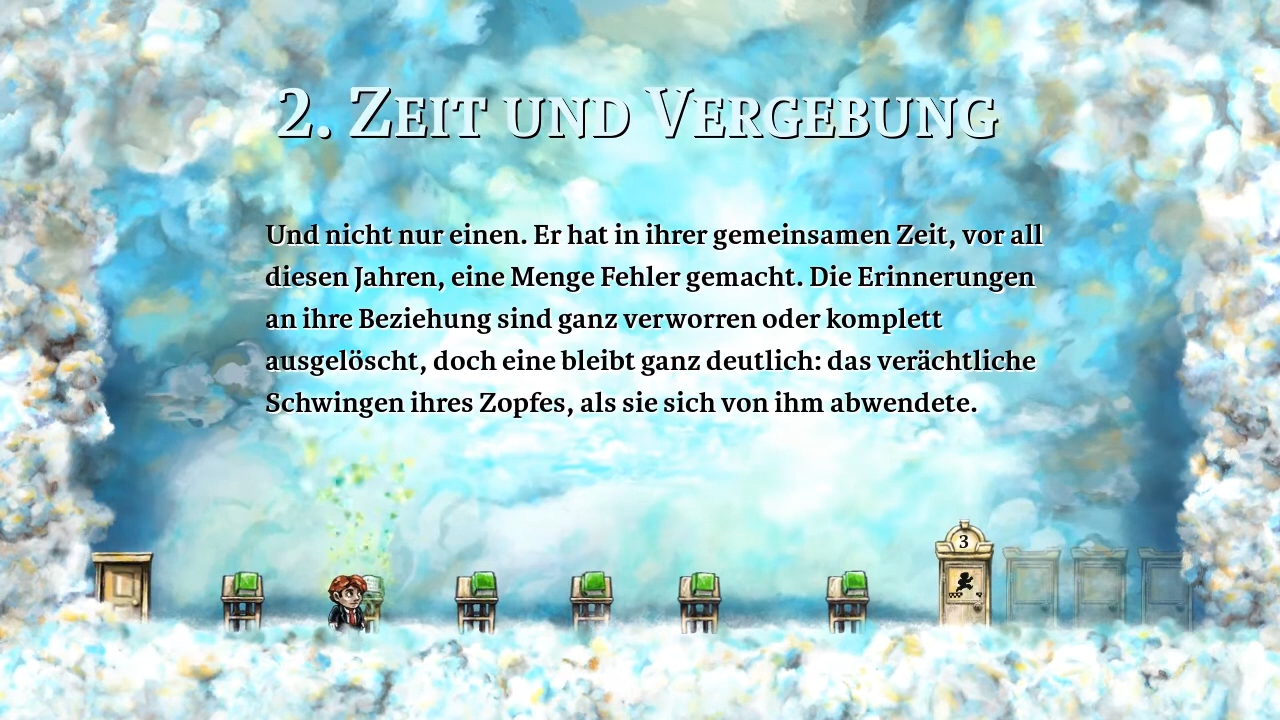 2. Zeit und Vergebung
Und nicht nur einen. Er hat in ihrer gemeinsamen Zeit, vor all
diesen Jahren, eine Menge Fehler gemacht. Die Erinnerungen
an ihre Beziehung sind ganz verworren oder komplett
ausgelöscht, doch eine bleibt ganz deutlich: das verächtliche
Schwingen ihres Zopfes, als sie sich von ihm abwendete.
3